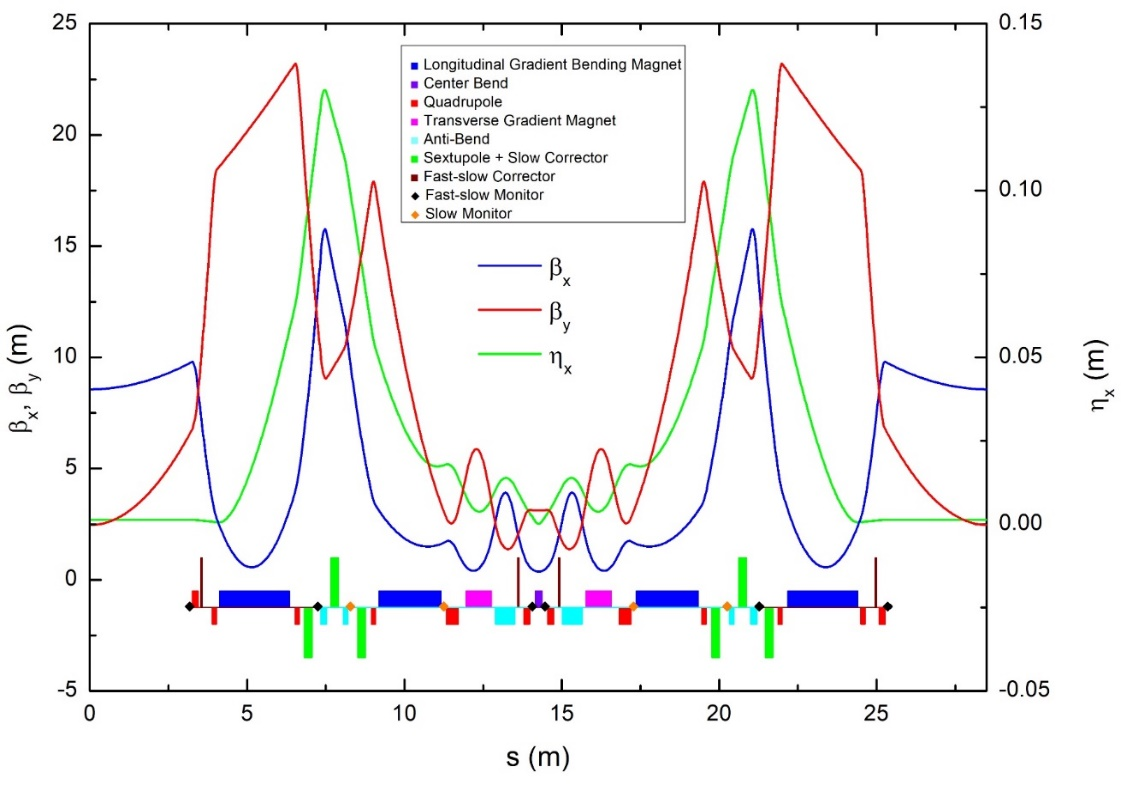 25
20
15
10
5
0
-5
0.15
0.10
0.05
0.00
-0.05
βx, βy (m)
ηx (m)
Longitudinal Gradient Bending Magnet
Center Bend
Quadrupole
Transverse Gradient Magnet
Anti-Bend
Sextupole + Slow Corrector
Fast-slow Corrector
Fast-slow Monitor
Slow Monitor
βx
βy
ηx
0 5 10 15 20 25
s (m)